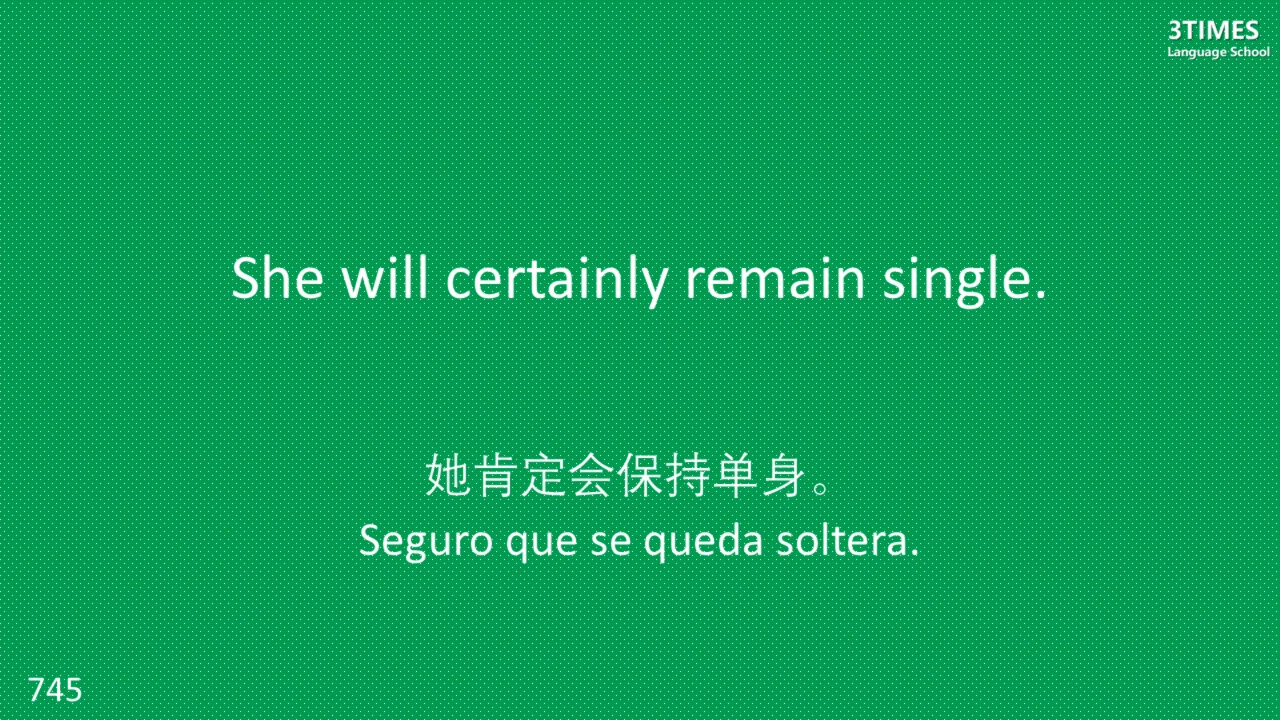 3TIMES
Language School
She will certainly remain single.
她肯定会保持单身。
Seguro que se queda soltera.
745